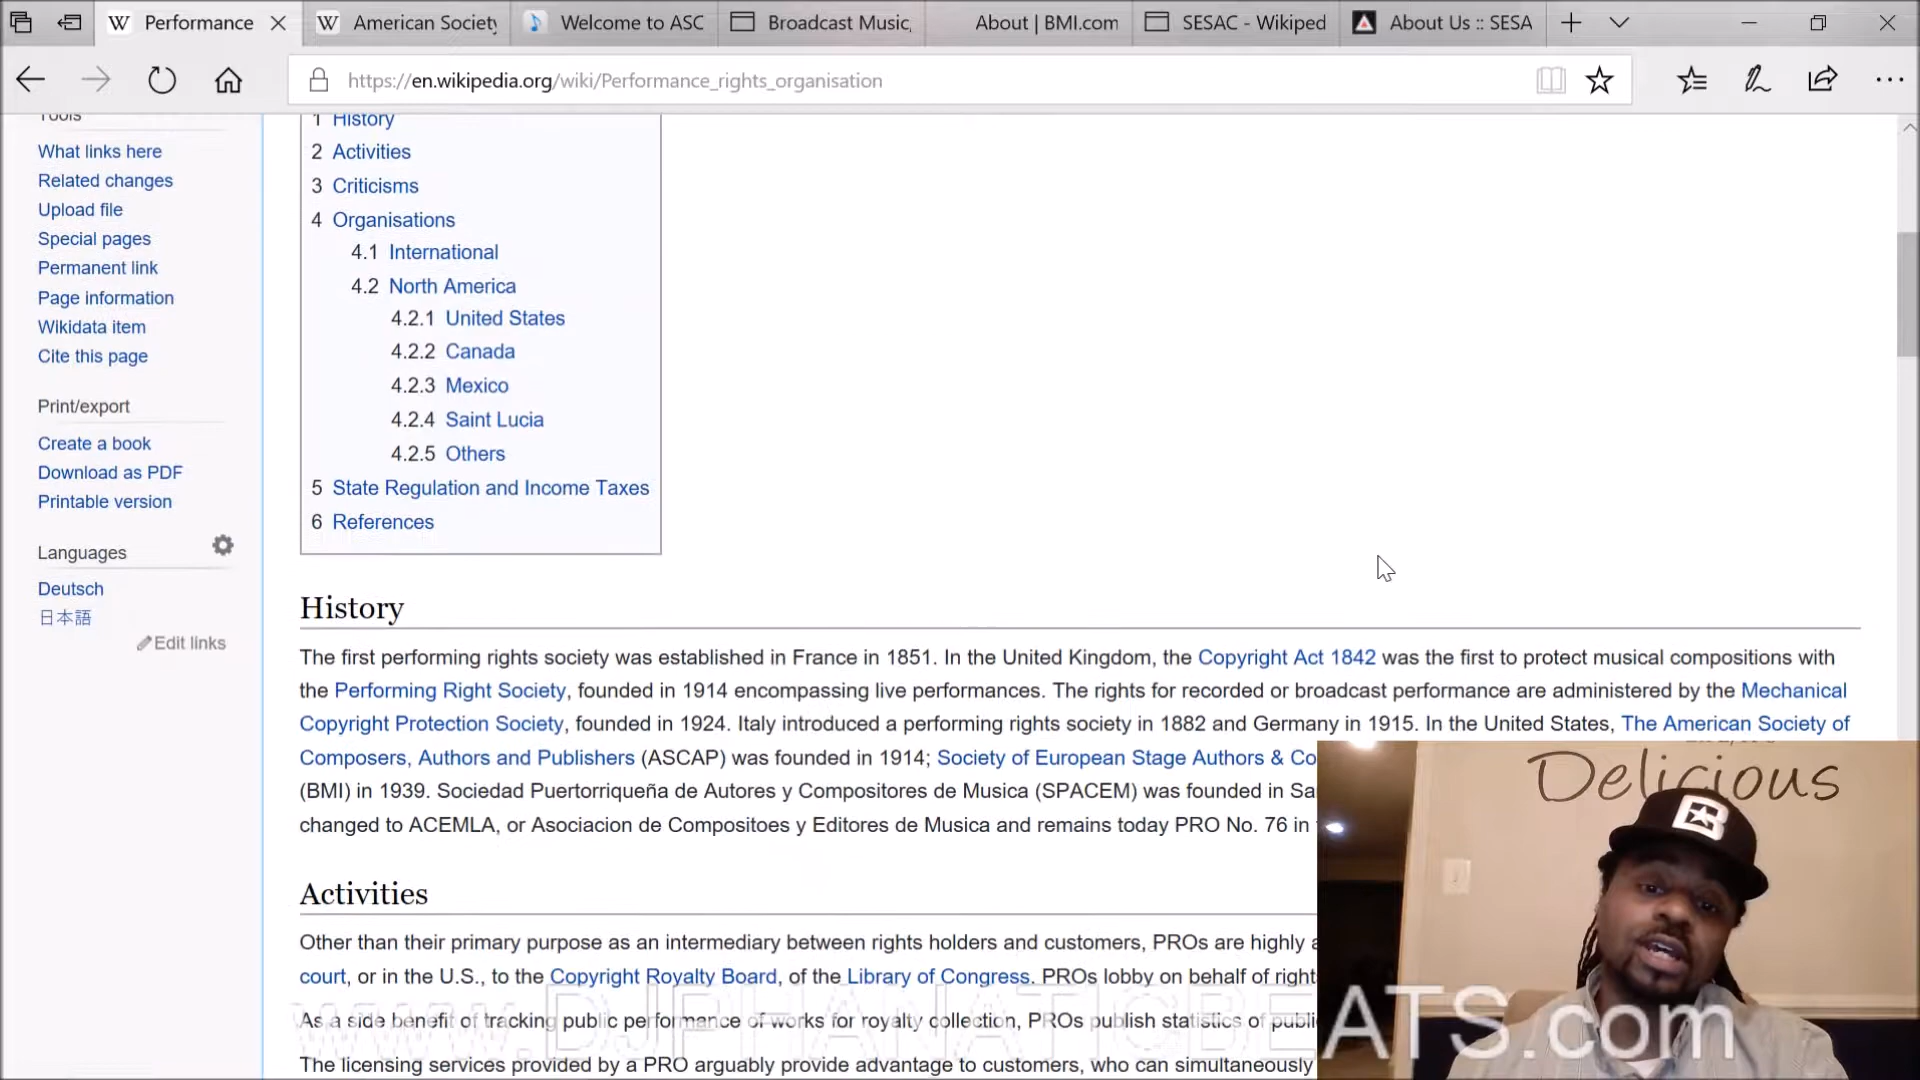 Performance
American Society
Welcome to ASC
Broadcast Music,
About | BMI.com
SESAC - Wikiped
About Us :: SESA
https://en.wikipedia.org/wiki/Performance_rights_organisation
Tools
What links here
Related changes
Upload file
Special pages
Permanent link
Page information
Wikidata item
Cite this page
Print/export
Create a book
Download as PDF
Printable version
Languages
Deutsch
日本語
Edit links
1 History
2 Activities
3 Criticisms
4 Organisations
4.1 International
4.2 North America
4.2.1 United States
4.2.2 Canada
4.2.3 Mexico
4.2.4 Saint Lucia
4.2.5 Others
5 State Regulation and Income Taxes
6 References
History
The first performing rights society was established in France in 1851. In the United Kingdom, the Copyright Act 1842 was the first to protect musical compositions with
the Performing Right Society, founded in 1914 encompassing live performances. The rights for recorded or broadcast performance are administered by the Mechanical
Copyright Protection Society, founded in 1924. Italy introduced a performing rights society in 1882 and Germany in 1915. In the United States, The American Society of
Composers, Authors and Publishers (ASCAP) was founded in 1914; Society of European Stage Authors & Co
(BMI) in 1939. Sociedad Puertorriqueña de Autores y Compositores de Musica (SPACEM) was founded in Sa
changed to ACEMLA, or Asociacion de Compositoes y Editores de Musica and remains today PRO No. 76 in
Activities
Other than their primary purpose as an intermediary between rights holders and customers, PROs are highly a
court, or in the U.S., to the Copyright Royalty Board, of the Library of Congress. PROs lobby on behalf of right
As a side benefit of tracking public performance of works for royalty collection, PROs publish statistics of publi
The licensing services provided by a PRO arguably provide advantage to customers, who can simultaneously
Delicious
B
www.DJPHANATICBEATS.com